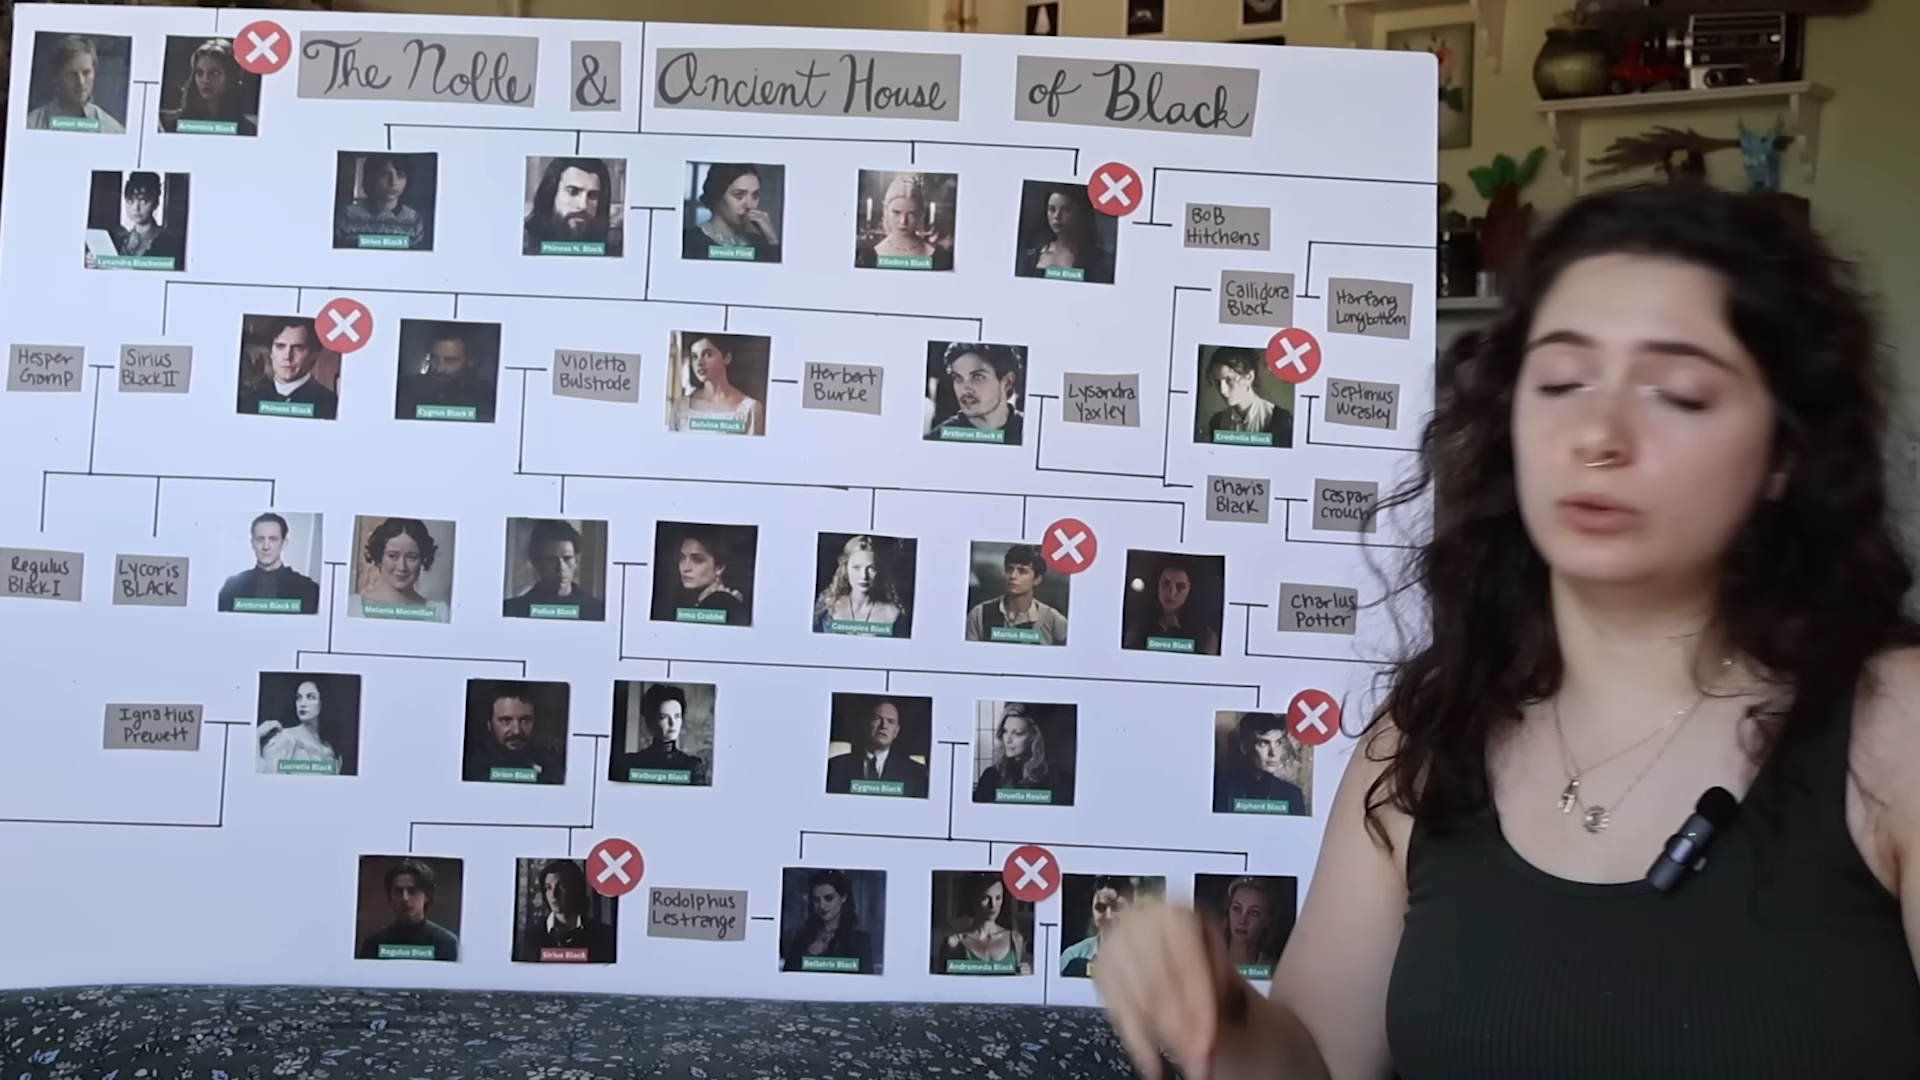 The Noble & Ancient House of Black
Euron Wood
Artemisia Black
Lysandra Blackwood
Sirius Black I
Phineas N. Black
Ursula Flint
Elladora Black
Isla Black
BoB
Hitchens
Callidora
Black
Harfang
Longbottom
Hesper
Gamp
Sirius
Black II
Phineas Black
Cygnus Black II
Violetta
Bulstrode
Belvina Black
Herbert
Burke
Arcturus Black II
Lysandra
Yaxley
Cedrella Black
Septimus
Weasley
Charis
Black
Caspar
Crouch
Regulus
Black I
Lycoris
BLACK
Arcturus Black III
Melania Macmillan
Pollux Black
Irma Crabbe
Cassopiea Black
Marius Black
Dorea Black
Charlus
Potter
Ignatius
Prewett
Lucretia Black
Orion Black
Walburga Black
Cygnus Black
Druella Rosier
Alphard Black
Regulus Black
Sirius Black
Rodolphus
Lestrange
Bellatrix Black
Andromeda Black
Black